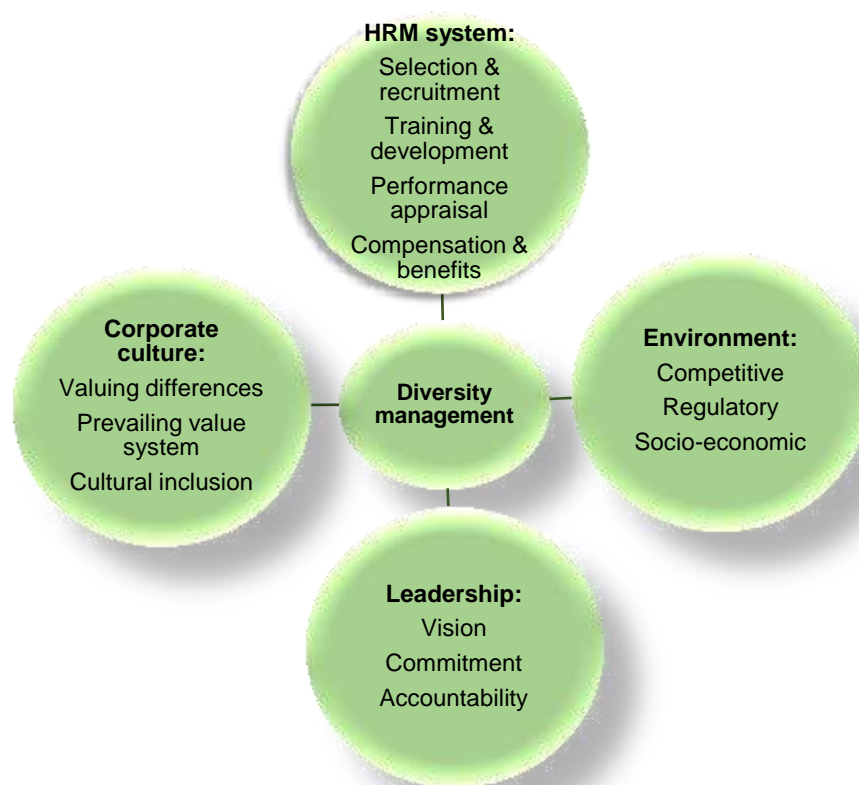 HRM system:
Selection &
recruitment
Training &
development
Performance
appraisal
Compensation &
benefits
Corporate
culture:
Valuing differences
Prevailing value
system
Cultural inclusion
Diversity
management
Environment:
Competitive
Regulatory
Socio-economic
Leadership:
Vision
Commitment
Accountability